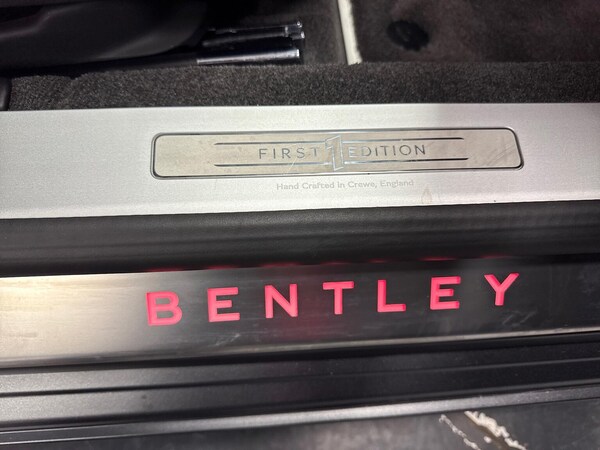 FIRST 1 EDITION
Hand Crafted in Crewe, England
BENTLEY